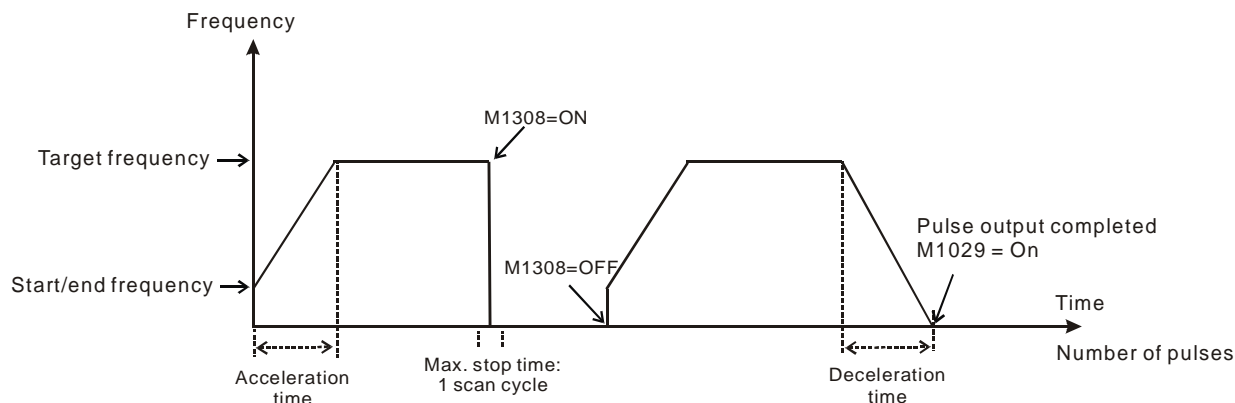 Frequency
M1308=ON
Target frequency
Pulse output completed
M1029 = On
M1308=OFF
Start/end frequency
Time
Number of pulses
Max. stop time:
1 scan cycle
Acceleration
time
Deceleration
time